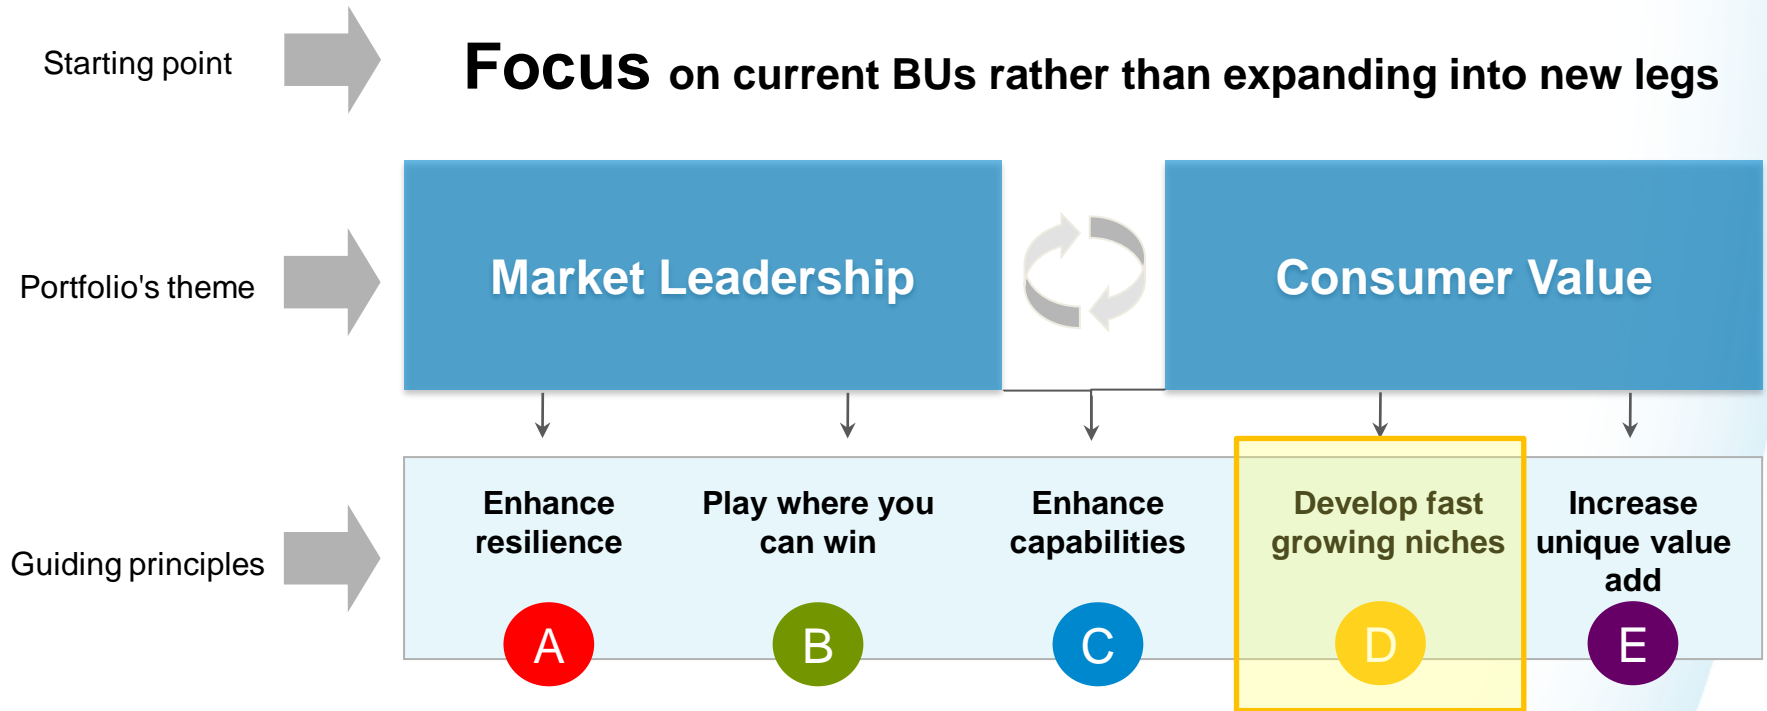 Starting point
Focus on current BUs rather than expanding into new legs
Portfolio's theme
Market Leadership
Consumer Value
Guiding principles
Enhance
resilience
A
Play where you
can win
B
Enhance
capabilities
C
Develop fast
growing niches
D
Increase
unique value
add
E